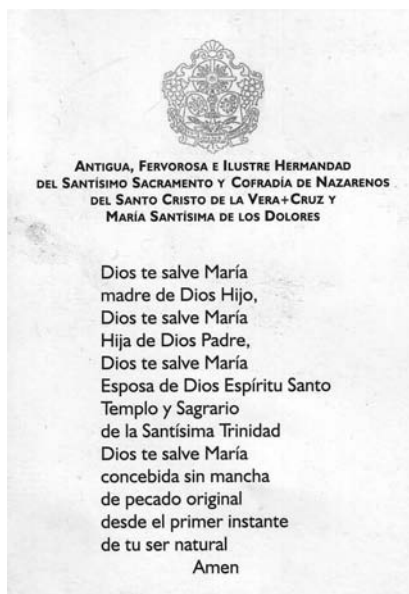 ANTIGUA, FERVOROSA E ILUSTRE HERMANDAD
DEL SANTÍSIMO SACRAMENTO Y COFRADÍA DE NAZARENOS
DEL SANTO CRISTO DE LA VERA+CRUZ Y
MARÍA SANTÍSIMA DE LOS DOLORES
Dios te salve María
madre de Dios Hijo,
Dios te salve María
Hija de Dios Padre,
Dios te salve María
Esposa de Dios Espíritu Santo
Templo y Sagrario
de la Santísima Trinidad
Dios te salve María
concebida sin mancha
de pecado original
desde el primer instante
de tu ser natural
Amen